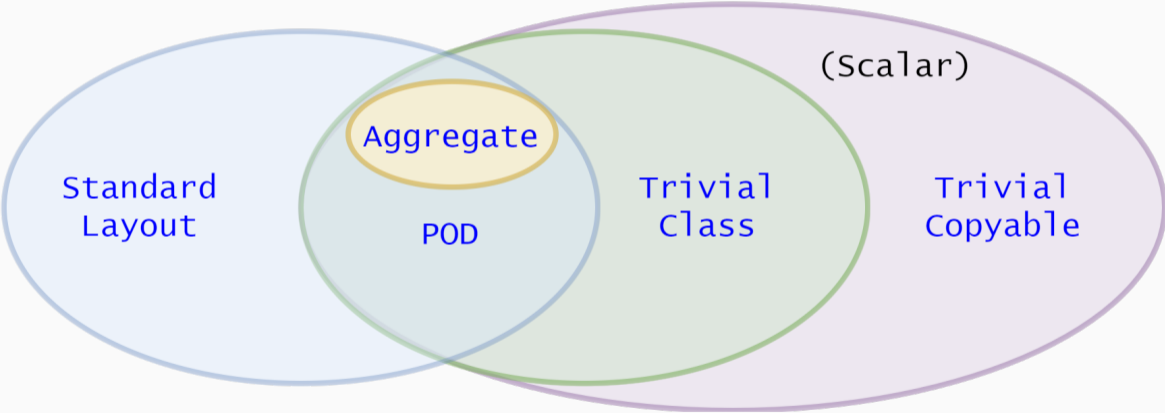 (Scalar)
Aggregate
Standard
Layout
POD
Trivial
Class
Trivial
Copyable